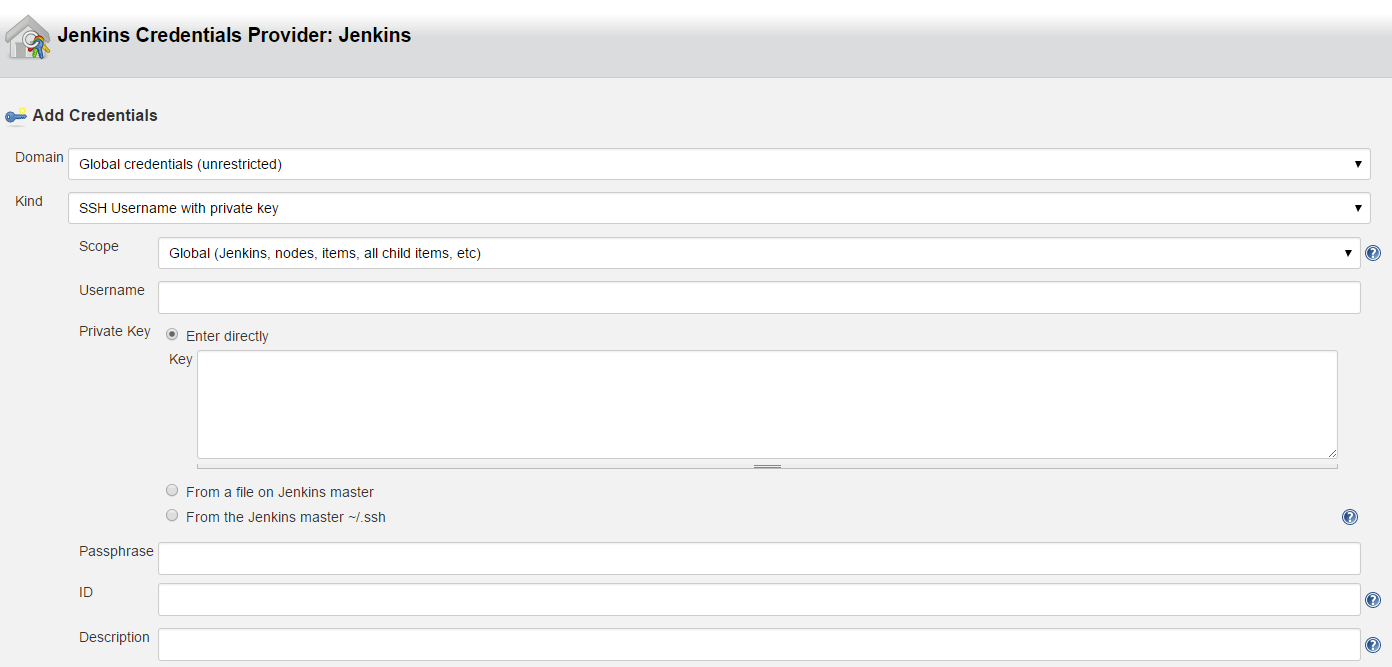 Jenkins Credentials Provider: Jenkins
Add Credentials
Domain Global credentials (unrestricted)
Kind SSH Username with private key
Scope Global (Jenkins, nodes, items, all child items, etc)
Username
Private Key Enter directly
Key
From a file on Jenkins master
From the Jenkins master ~/.ssh
Passphrase
ID
Description